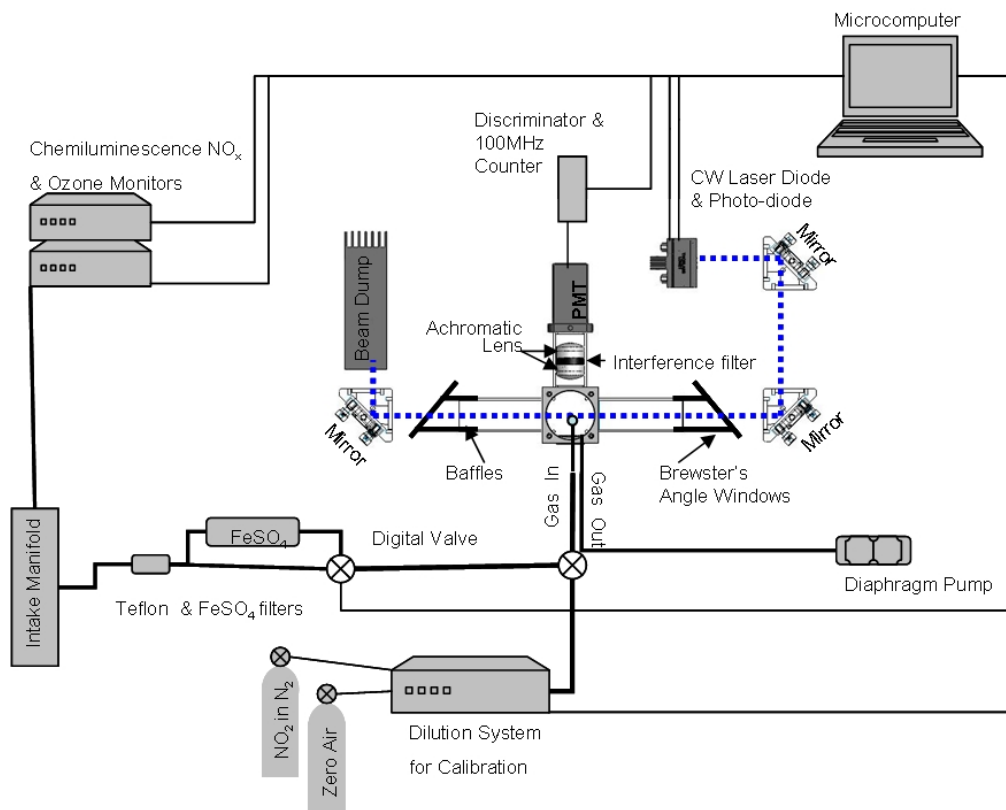 Microcomputer
Discriminator &
100MHz
Counter
Chemiluminescence NOₓ
& Ozone Monitors
CW Laser Diode
& Photo-diode
Mirror
Beam Dump
PMT
Achromatic
Lens
Interference filter
Mirror
Mirror
Baffles
Brewster's
Angle Windows
Gas In
Gas Out
Intake Manifold
FeSO₄
Digital Valve
Diaphragm Pump
Teflon & FeSO₄ filters
NO₂ in N₂
Zero Air
Dilution System
for Calibration